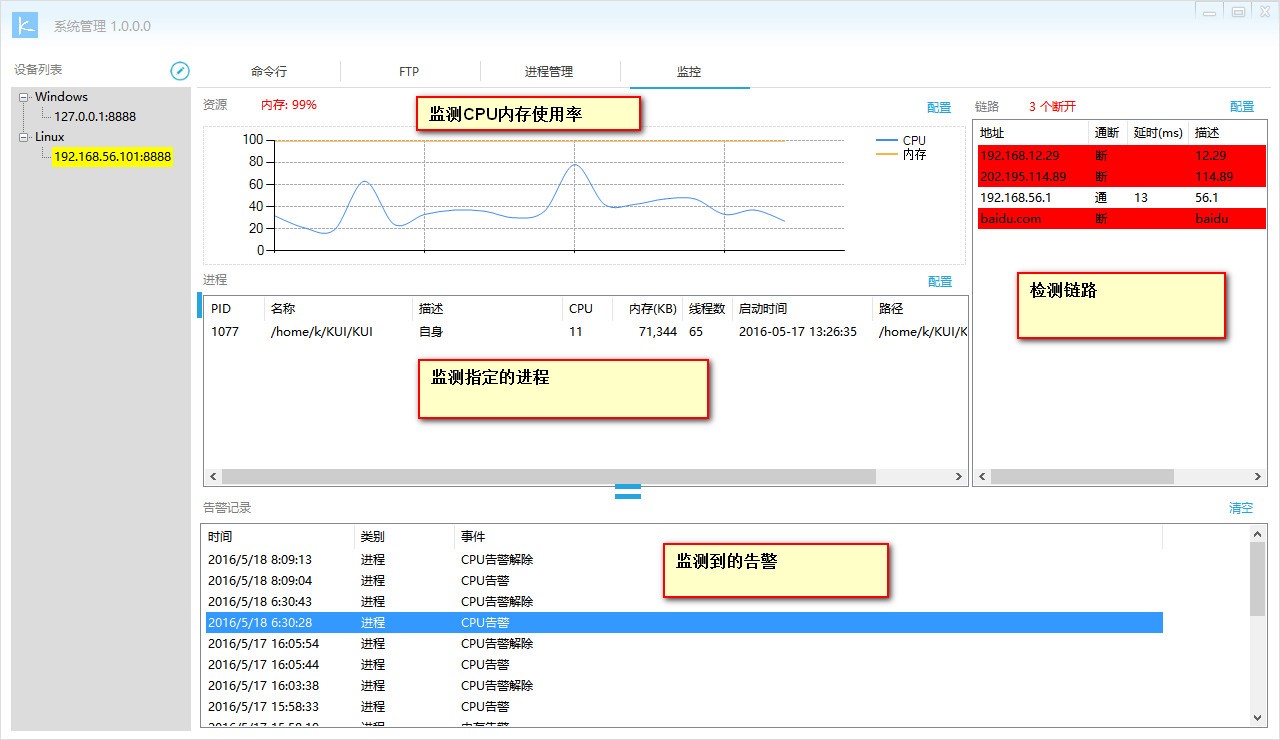 系统管理 1.0.0.0
设备列表
Windows
127.0.0.1:8888
Linux
192.168.56.101:8888
命令行 FTP 进程管理 监控
资源 内存: 99% 配置
监测CPU内存使用率
100
80
60
40
20
0
CPU
内存
链路 3 个断开 配置
地址 通断 延时(ms) 描述
192.168.12.29 断 12.29
202.195.114.89 断 114.89
192.168.56.1 通 13 56.1
baidu.com 断 baidu
检测链路
进程 配置
PID 名称 描述 CPU 内存(KB) 线程数 启动时间 路径
1077 /home/k/KUI/KUI 自身 11 71,344 65 2016-05-17 13:26:35 /home/k/KUI/K
监测指定的进程
告警记录 清空
时间 类别 事件
2016/5/18 8:09:13 进程 CPU告警解除
2016/5/18 8:09:04 进程 CPU告警
2016/5/18 6:30:43 进程 CPU告警解除
2016/5/18 6:30:28 进程 CPU告警
2016/5/17 16:05:54 进程 CPU告警解除
2016/5/17 16:05:44 进程 CPU告警
2016/5/17 16:03:38 进程 CPU告警解除
2016/5/17 15:58:33 进程 CPU告警
监测到的告警